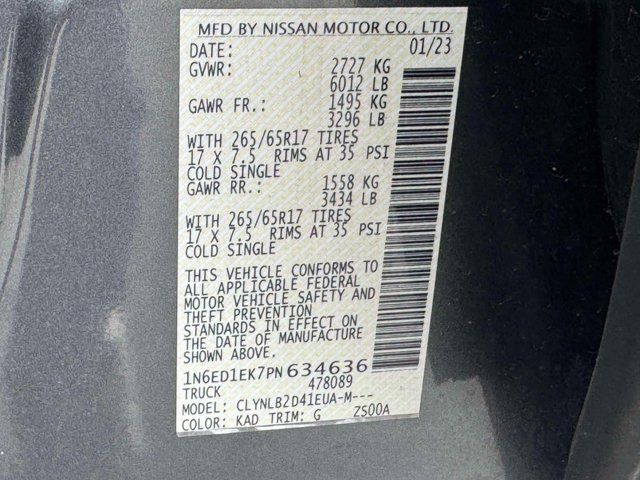 MFD BY NISSAN MOTOR CO., LTD.
DATE: 01/23
GVWR: 2727 KG
6012 LB
GAWR FR.: 1495 KG
3296 LB
WITH 265/65R17 TIRES
17 X 7.5 RIMS AT 35 PSI
COLD SINGLE
GAWR RR.: 1558 KG
3434 LB
WITH 265/65R17 TIRES
17 X 7.5 RIMS AT 35 PSI
COLD SINGLE
THIS VEHICLE CONFORMS TO
ALL APPLICABLE FEDERAL
MOTOR VEHICLE SAFETY AND
THEFT PREVENTION
STANDARDS IN EFFECT ON
THE DATE OF MANUFACTURE
SHOWN ABOVE.
1N6ED1EK7PN634636
TRUCK 478089
MODEL: CLYNLB2D41EUA-M---
COLOR: KAD TRIM: G ZS00A